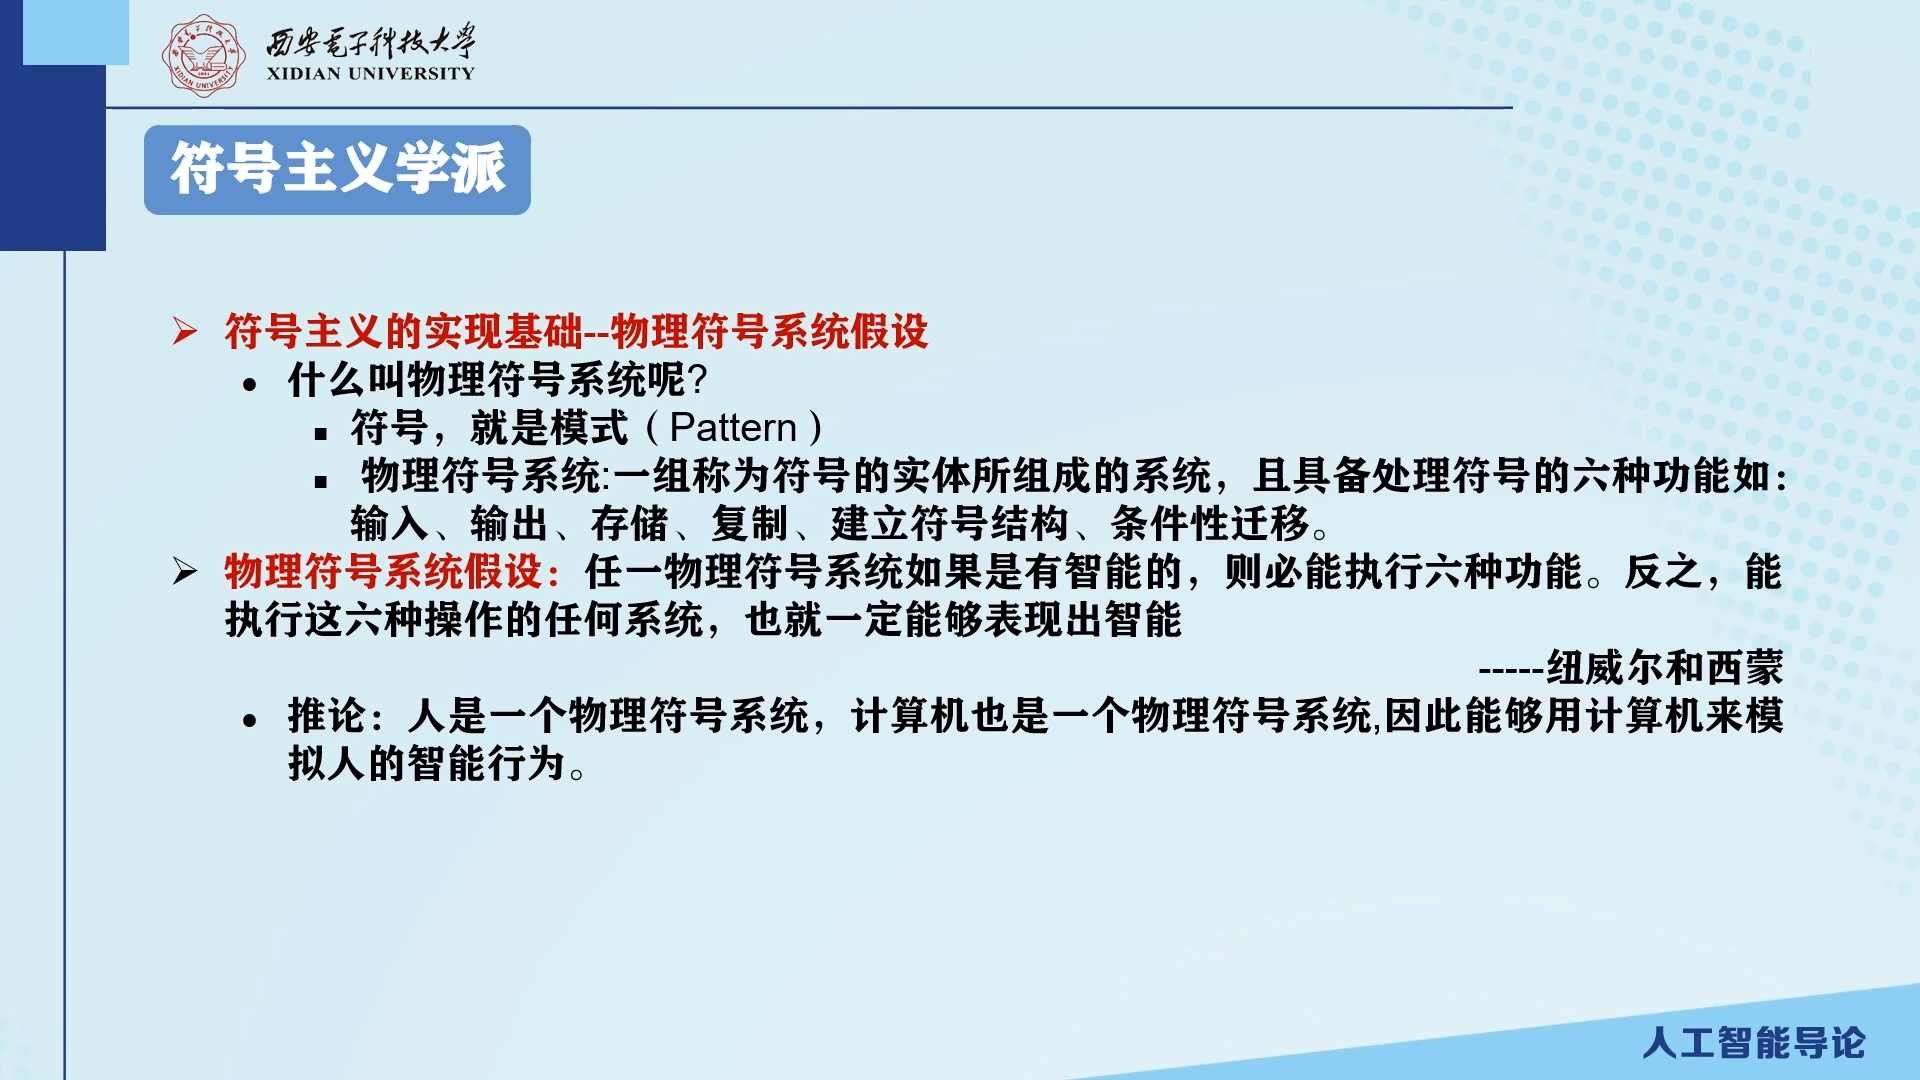 西安电子科技大学
XIDIAN UNIVERSITY
符号主义学派
符号主义的实现基础--物理符号系统假设
什么叫物理符号系统呢?
符号，就是模式（Pattern）
物理符号系统:一组称为符号的实体所组成的系统，且具备处理符号的六种功能如：
输入、输出、存储、复制、建立符号结构、条件性迁移。
物理符号系统假设：任一物理符号系统如果是有智能的，则必能执行六种功能。反之，能
执行这六种操作的任何系统，也就一定能够表现出智能
-----纽威尔和西蒙
推论：人是一个物理符号系统，计算机也是一个物理符号系统,因此能够用计算机来模
拟人的智能行为。
人工智能导论